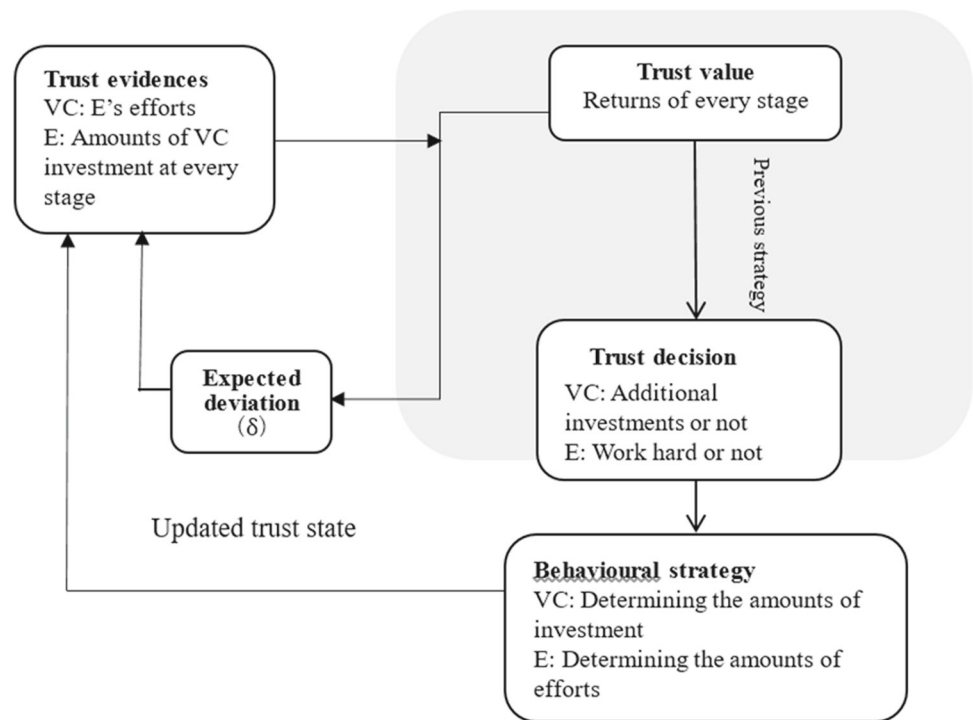 Trust evidences
VC: E's efforts
E: Amounts of VC
investment at every
stage
Trust value
Returns of every stage
Previous strategy
Expected
deviation
(δ)
Trust decision
VC: Additional
investments or not
E: Work hard or not
Updated trust state
Behavioural strategy
VC: Determining the amounts of
investment
E: Determining the amounts of
efforts